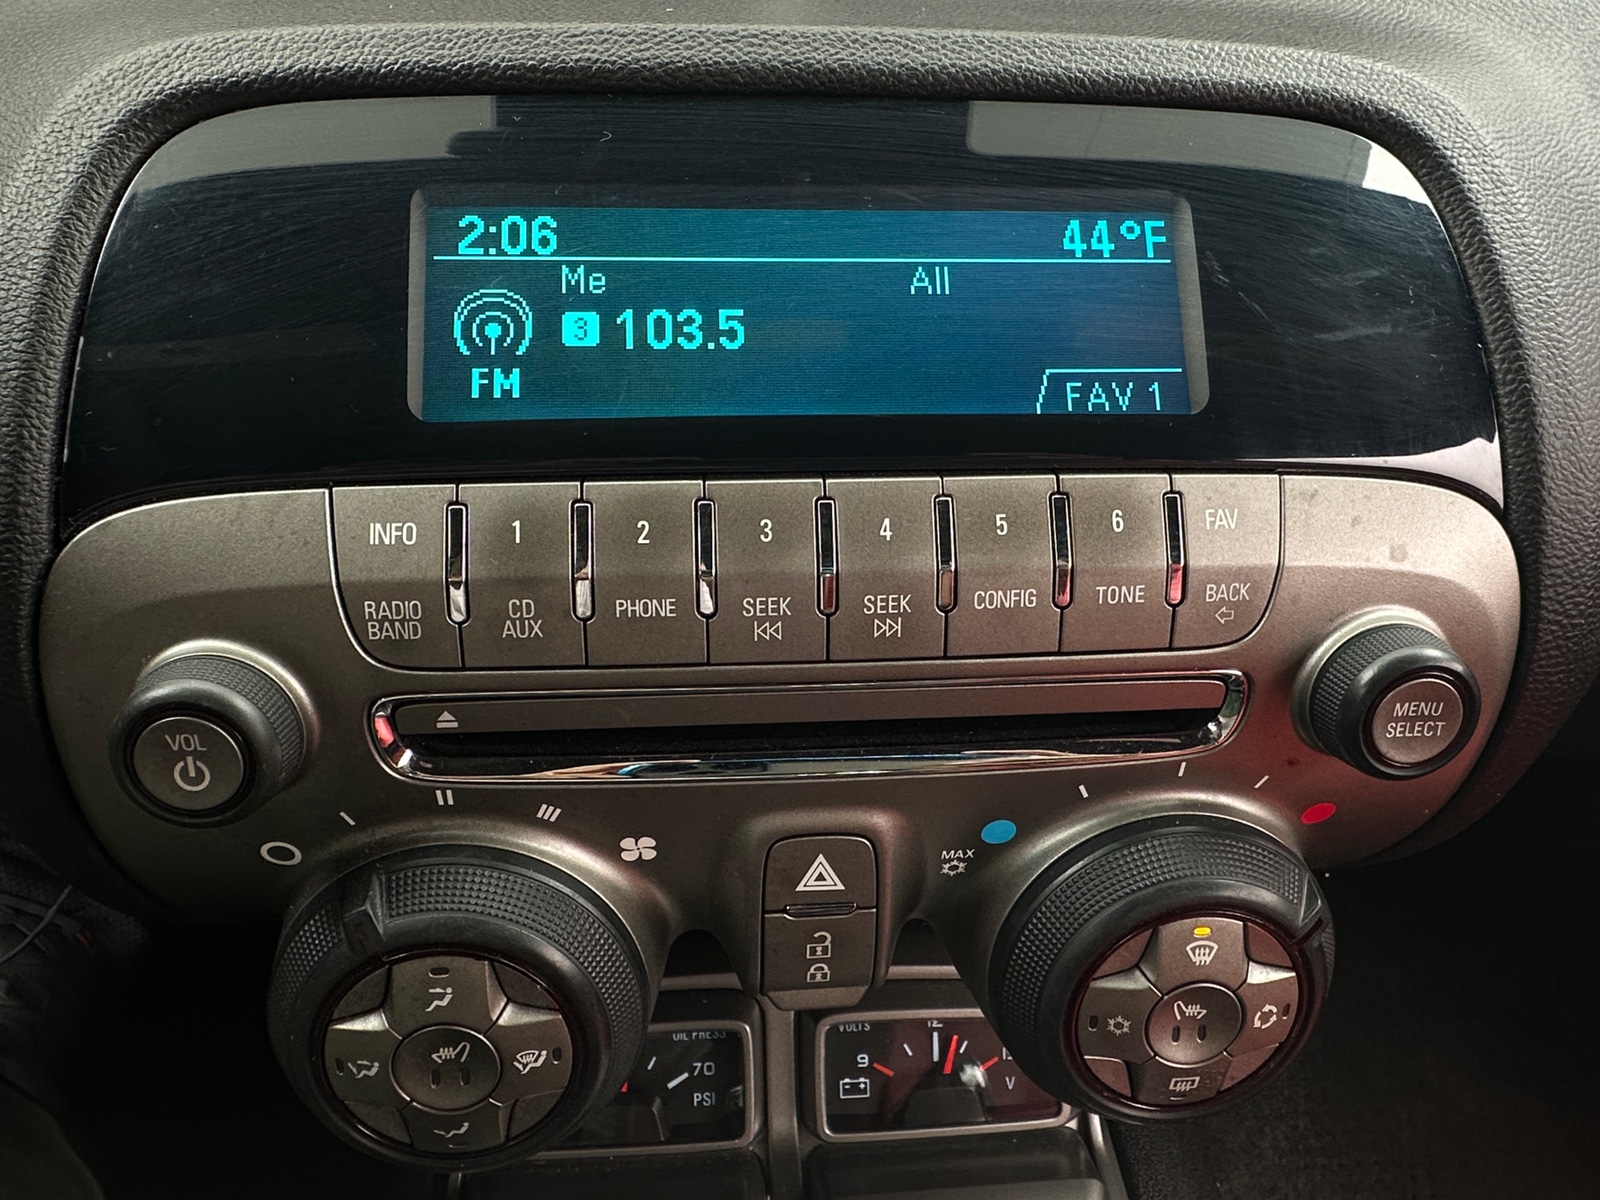 2:06 44°F
Me All
3 103.5
FM
FAV 1
INFO 1 2 3 4 5 6 FAV
RADIO BAND
CD AUX
PHONE
SEEK
SEEK
CONFIG
TONE
BACK
VOL
MENU SELECT
MAX
OIL PRESS
70
PSI
VOLTS
12
9
V